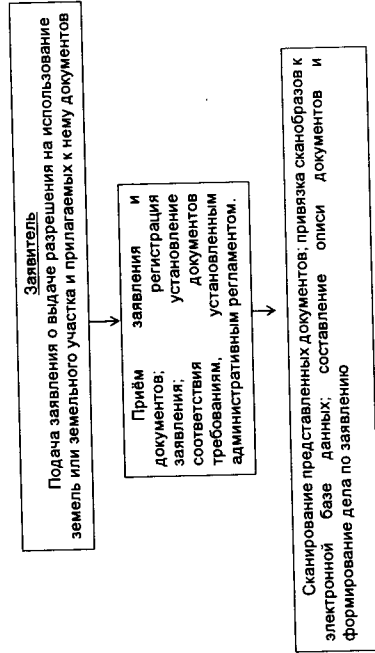 Заявитель
Подача заявления о выдаче разрешения на использование
земель или земельного участка и прилагаемых к нему документов
Приём заявления и
документов; регистрация
заявления; установление
соответствия документов
требованиям, установленным
административным регламентом.
Сканирование представленных документов; привязка сканобразов к
электронной базе данных; составление описи документов и
формирование дела по заявлению